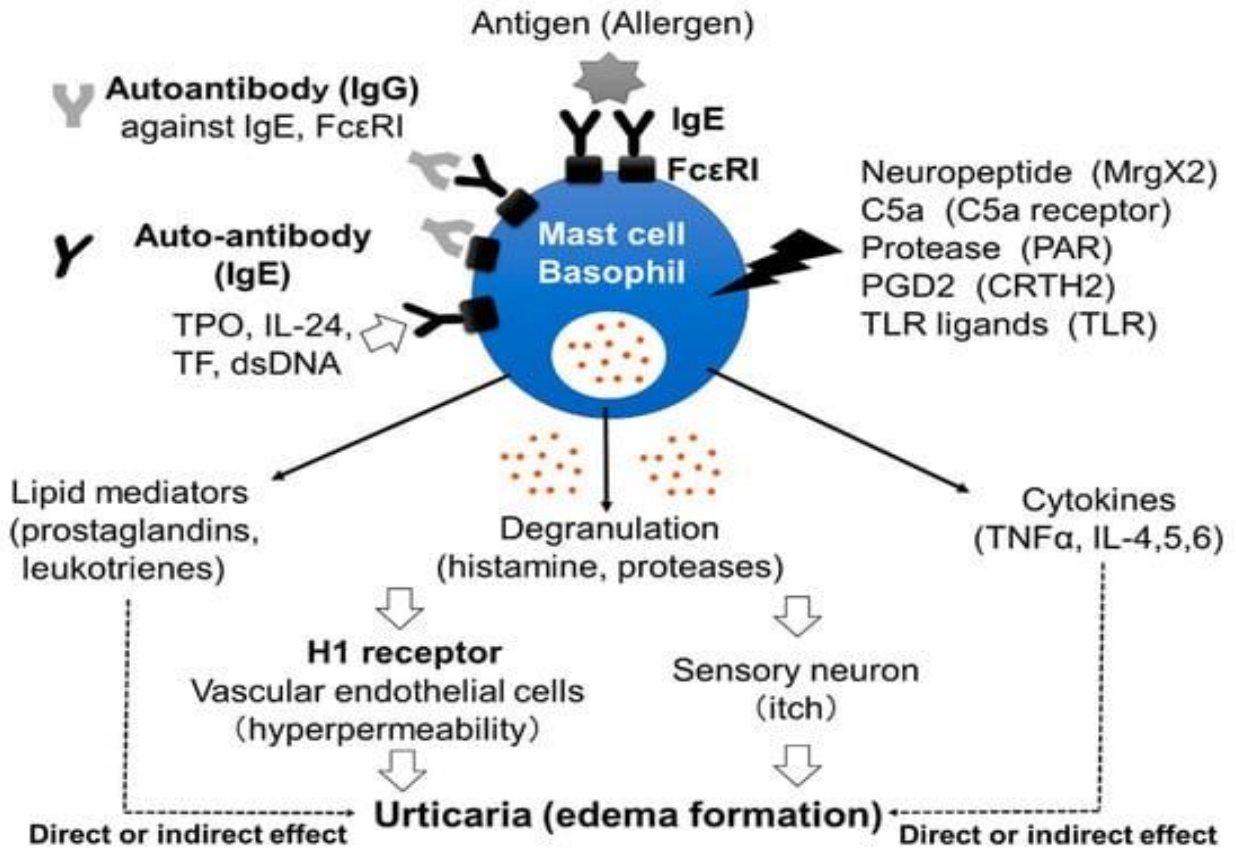 Antigen (Allergen)
Autoantibody (IgG)
against IgE, FcεRI
IgE
FcεRI
Auto-antibody
(IgE)
TPO, IL-24,
TF, dsDNA
Mast cell
Basophil
Neuropeptide (MrgX2)
C5a (C5a receptor)
Protease (PAR)
PGD2 (CRTH2)
TLR ligands (TLR)
Lipid mediators
(prostaglandins,
leukotrienes)
Degranulation
(histamine, proteases)
Cytokines
(TNFα, IL-4,5,6)
H1 receptor
Vascular endothelial cells
(hyperpermeability)
Sensory neuron
(itch)
Urticaria (edema formation)
Direct or indirect effect
Direct or indirect effect